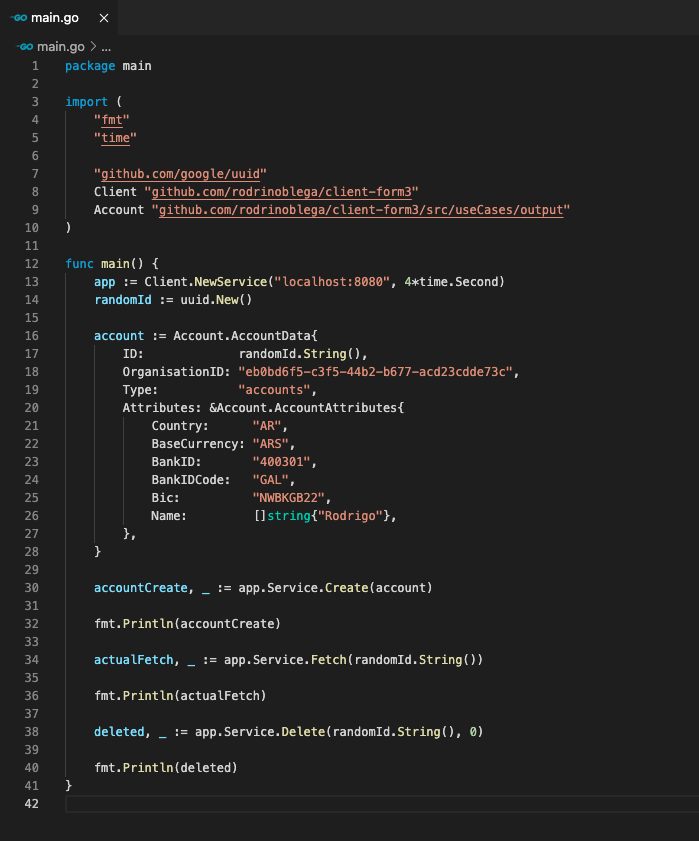 GO main.go ×
GO main.go > ...
1 package main
2
3 import (
4     "fmt"
5     "time"
6
7     "github.com/google/uuid"
8     Client "github.com/rodrinoblega/client-form3"
9     Account "github.com/rodrinoblega/client-form3/src/useCases/output"
10 )
11
12 func main() {
13     app := Client.NewService("localhost:8080", 4*time.Second)
14     randomId := uuid.New()
15
16     account := Account.AccountData{
17         ID:             randomId.String(),
18         OrganisationID: "eb0bd6f5-c3f5-44b2-b677-acd23cdde73c",
19         Type:           "accounts",
20         Attributes: &Account.AccountAttributes{
21             Country:      "AR",
22             BaseCurrency: "ARS",
23             BankID:       "400301",
24             BankIDCode:   "GAL",
25             Bic:          "NWBKGB22",
26             Name:         []string{"Rodrigo"},
27         },
28     }
29
30     accountCreate, _ := app.Service.Create(account)
31
32     fmt.Println(accountCreate)
33
34     actualFetch, _ := app.Service.Fetch(randomId.String())
35
36     fmt.Println(actualFetch)
37
38     deleted, _ := app.Service.Delete(randomId.String(), 0)
39
40     fmt.Println(deleted)
41 }
42